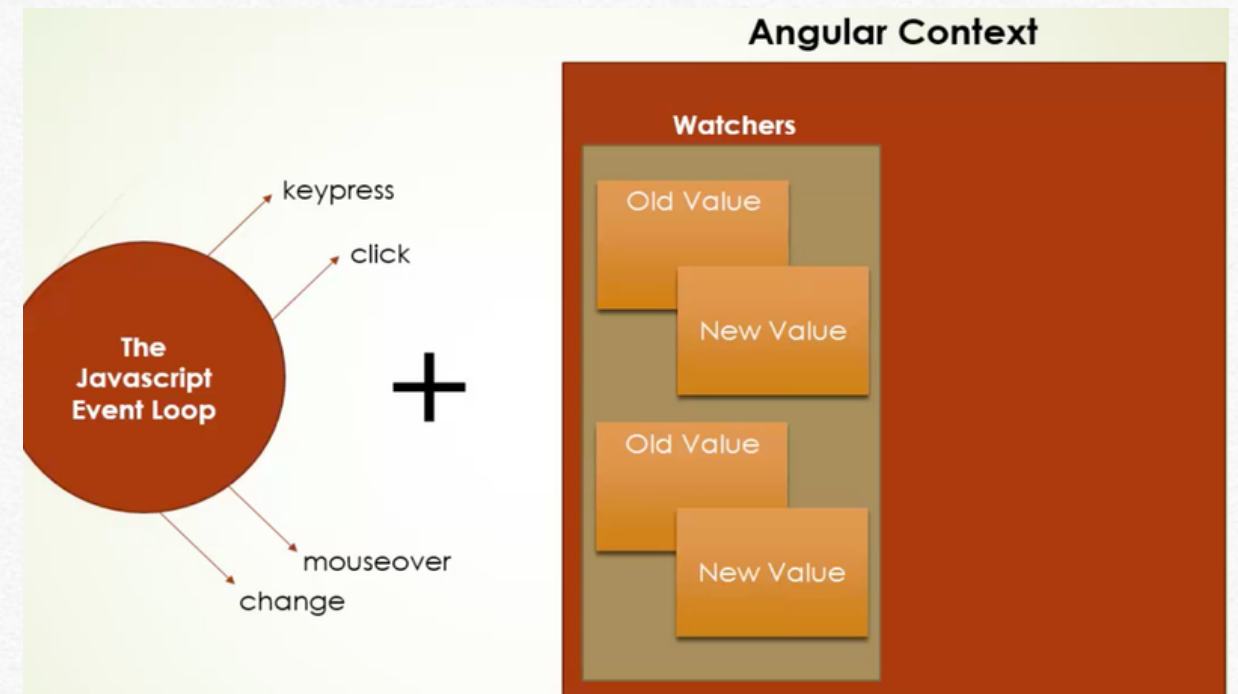 Angular Context
Watchers
keypress
Old Value
click
New Value
The
Javascript
Event Loop
+
Old Value
mouseover
New Value
change